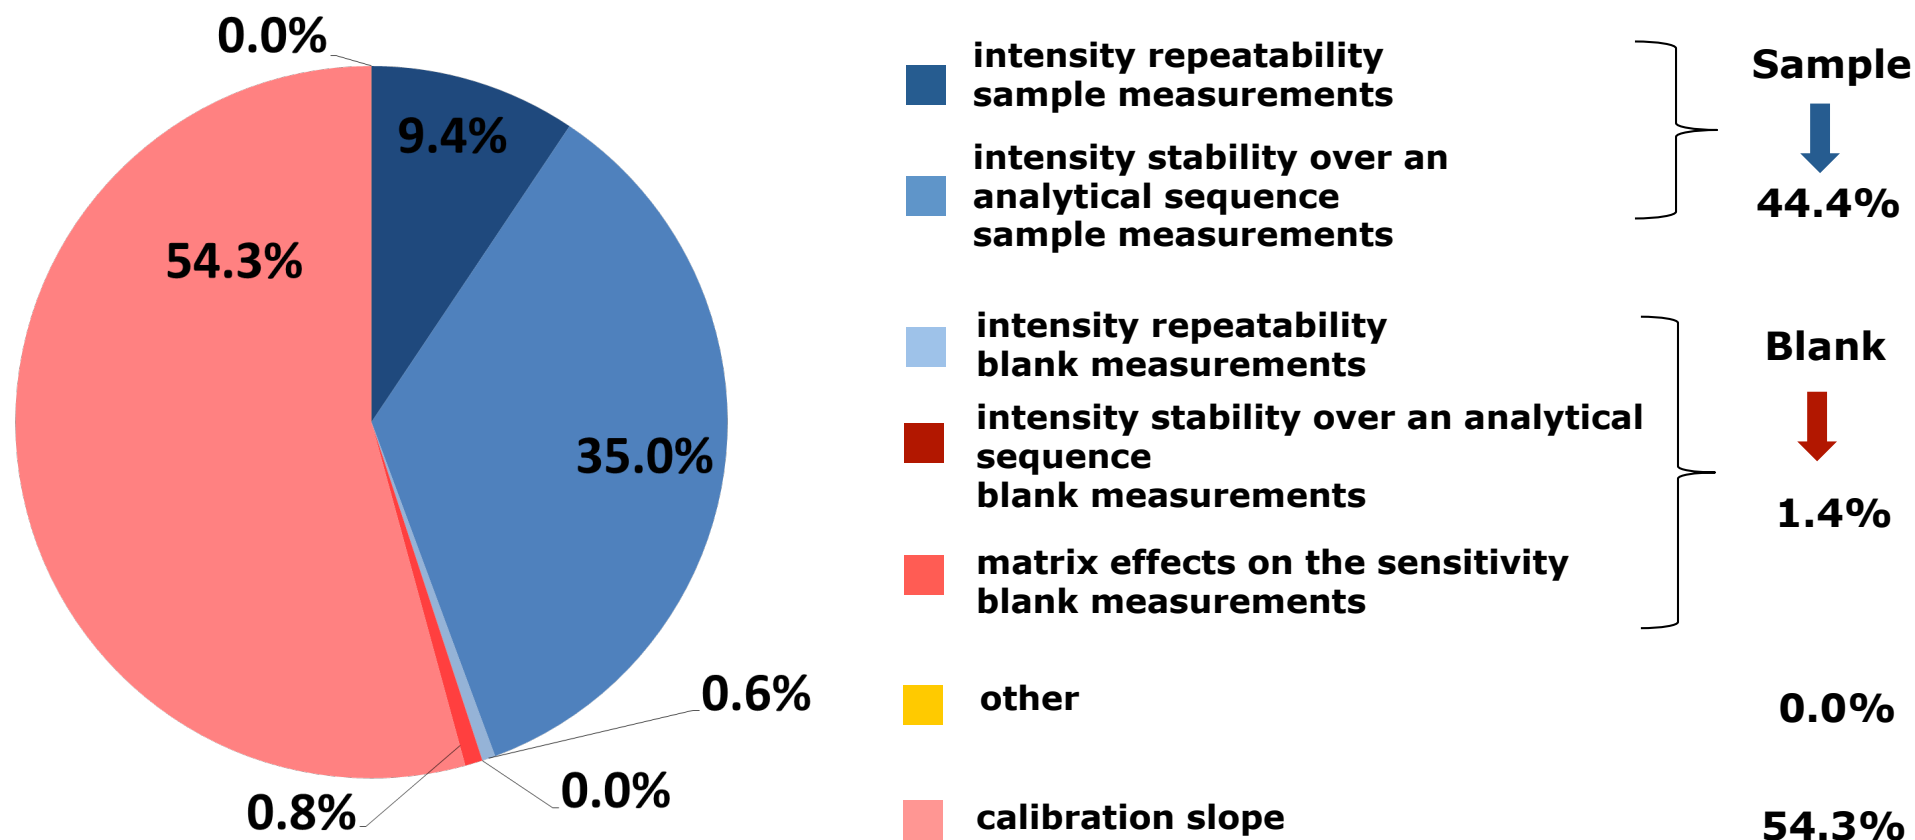 0.0%
9.4%
54.3%
35.0%
0.6%
0.0%
0.8%
intensity repeatability
sample measurements
intensity stability over an
analytical sequence
sample measurements
Sample
44.4%
intensity repeatability
blank measurements
intensity stability over an analytical
sequence
blank measurements
matrix effects on the sensitivity
blank measurements
Blank
1.4%
other
0.0%
calibration slope
54.3%